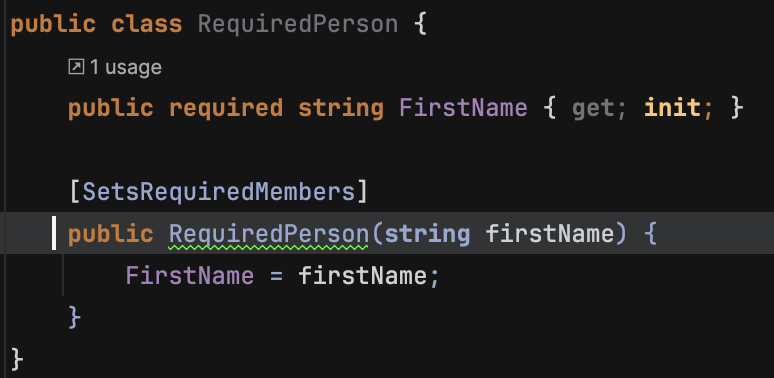 public class RequiredPerson {
1 usage
public required string FirstName { get; init; }
[SetsRequiredMembers]
public RequiredPerson(string firstName) {
FirstName = firstName;
}
}